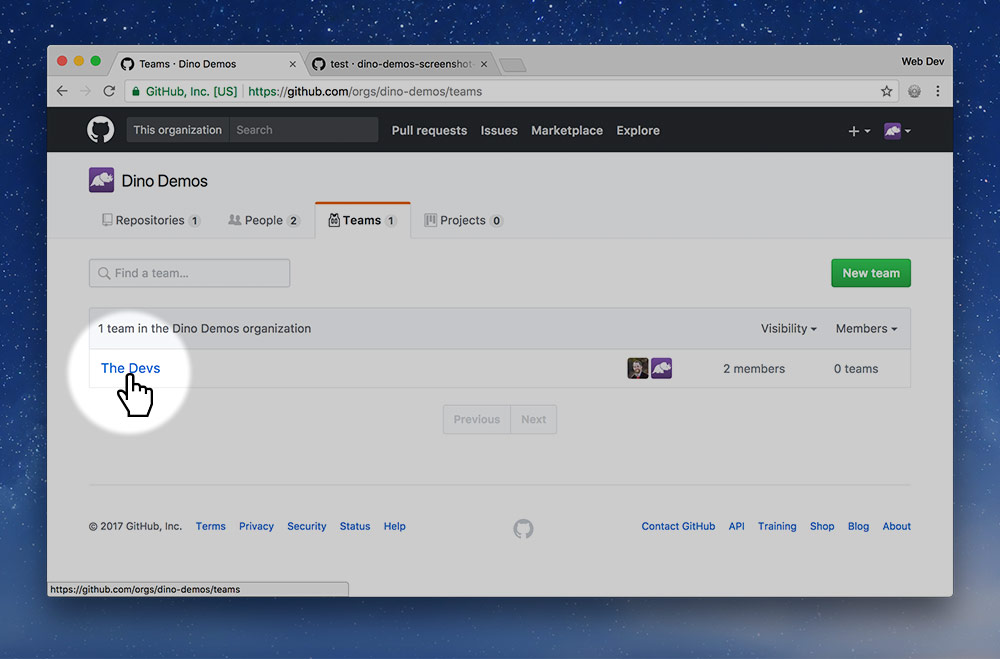 Teams · Dino Demos
test · dino-demos-screenshot-
Web Dev
GitHub, Inc. [US] https://github.com/orgs/dino-demos/teams
This organization Search Pull requests Issues Marketplace Explore
Dino Demos
Repositories 1 People 2 Teams 1 Projects 0
Find a team... New team
1 team in the Dino Demos organization Visibility Members
The Devs 2 members 0 teams
Previous Next
© 2017 GitHub, Inc. Terms Privacy Security Status Help Contact GitHub API Training Shop Blog About
https://github.com/orgs/dino-demos/teams